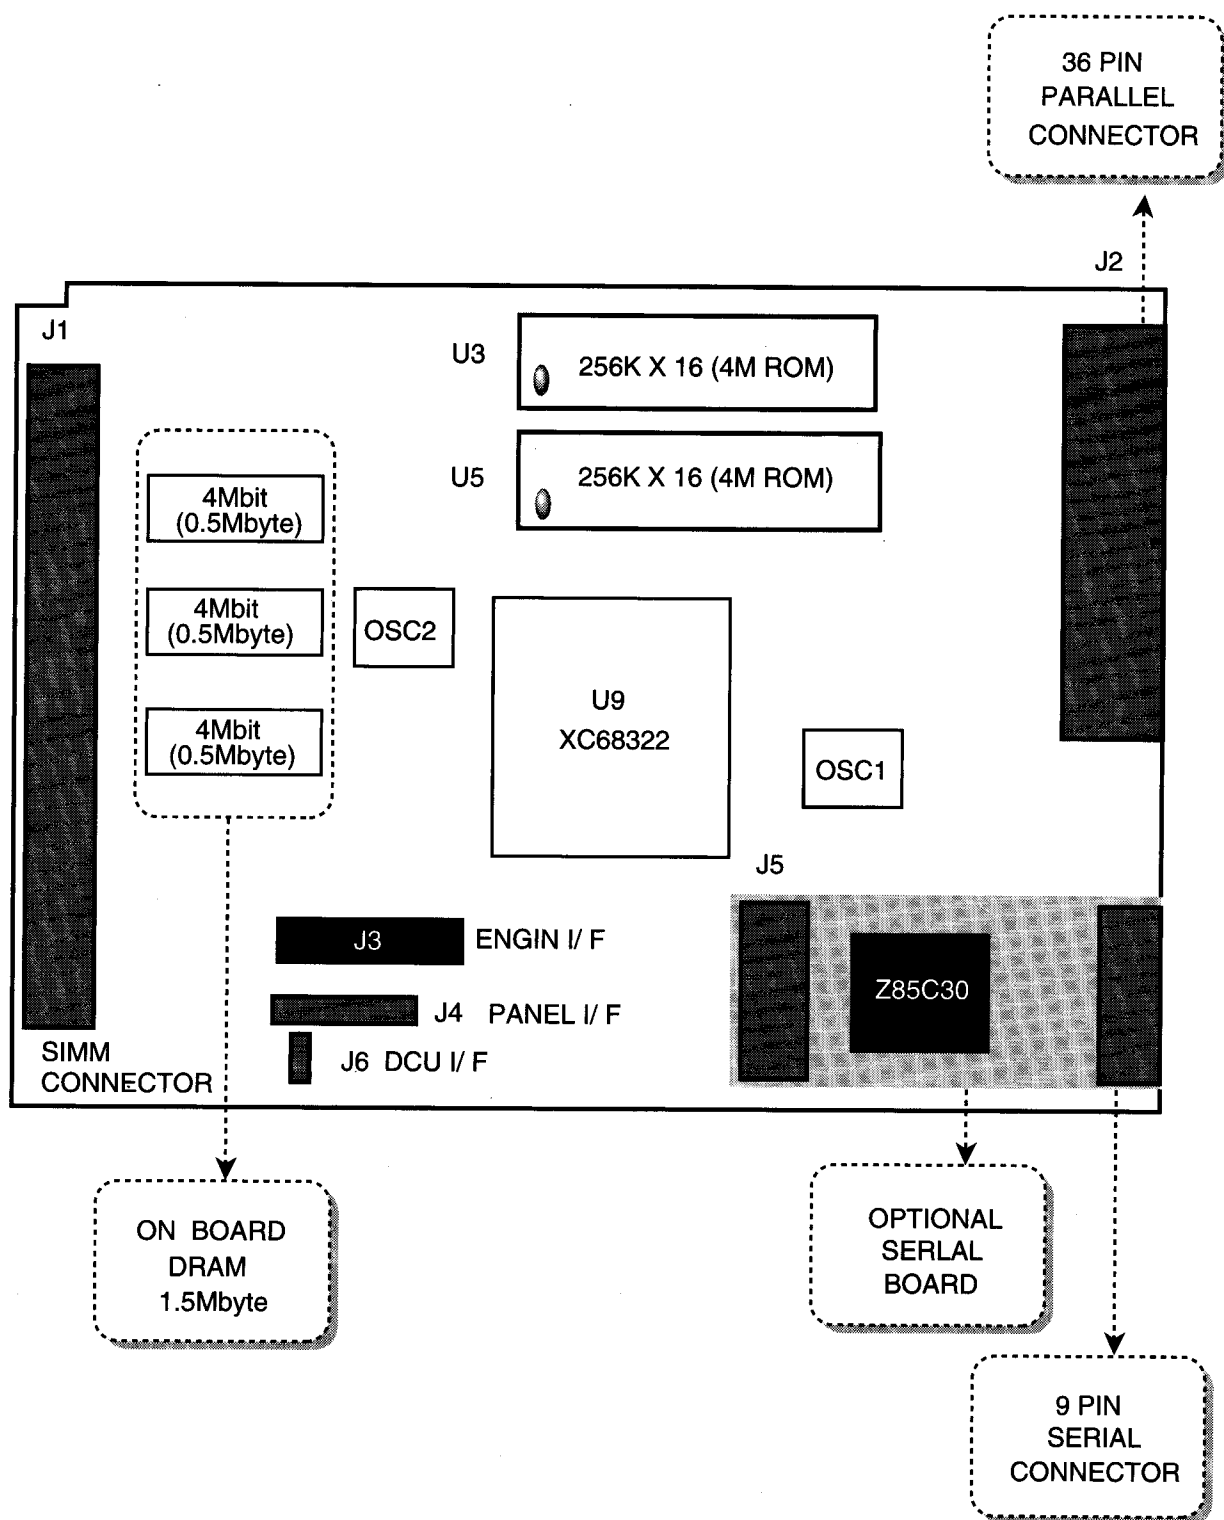 36 PIN
PARALLEL
CONNECTOR
J2
J1
U3
256K X 16 (4M ROM)
U5
256K X 16 (4M ROM)
4Mbit
(0.5Mbyte)
4Mbit
(0.5Mbyte)
4Mbit
(0.5Mbyte)
OSC2
U9
XC68322
OSC1
J5
J3
ENGIN I/ F
J4 PANEL I/ F
J6 DCU I/ F
Z85C30
SIMM
CONNECTOR
ON BOARD
DRAM
1.5Mbyte
OPTIONAL
SERLAL
BOARD
9 PIN
SERIAL
CONNECTOR